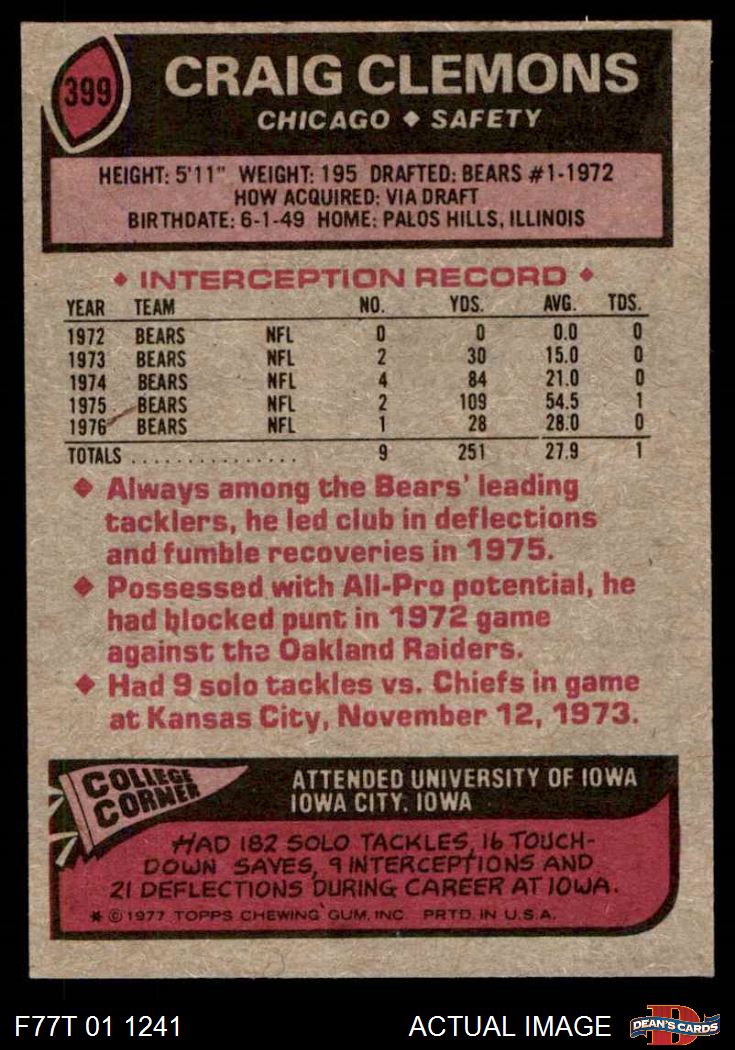 399
CRAIG CLEMONS
CHICAGO ◆ SAFETY
HEIGHT: 5'11" WEIGHT: 195 DRAFTED: BEARS #1-1972
HOW ACQUIRED: VIA DRAFT
BIRTHDATE: 6-1-49 HOME: PALOS HILLS, ILLINOIS
◆ INTERCEPTION RECORD ◆
YEAR TEAM NO. YDS. AVG. TDS.
1972 BEARS NFL 0 0 0.0 0
1973 BEARS NFL 2 30 15.0 0
1974 BEARS NFL 4 84 21.0 0
1975 BEARS NFL 2 109 54.5 1
1976 BEARS NFL 1 28 28.0 0
TOTALS ............... 9 251 27.9 1
◆ Always among the Bears' leading
tacklers, he led club in deflections
and fumble recoveries in 1975.
◆ Possessed with All-Pro potential, he
had blocked punt in 1972 game
against the Oakland Raiders.
◆ Had 9 solo tackles vs. Chiefs in game
at Kansas City, November 12, 1973.
COLLEGE
CORNER
ATTENDED UNIVERSITY OF IOWA
IOWA CITY, IOWA
HAD 182 SOLO TACKLES, 16 TOUCH-
DOWN SAVES, 9 INTERCEPTIONS AND
21 DEFLECTIONS DURING CAREER AT IOWA.
* © 1977 TOPPS CHEWING GUM, INC. PRTD. IN U.S.A.
F77T 01 1241 ACTUAL IMAGE D DEAN'S CARDS